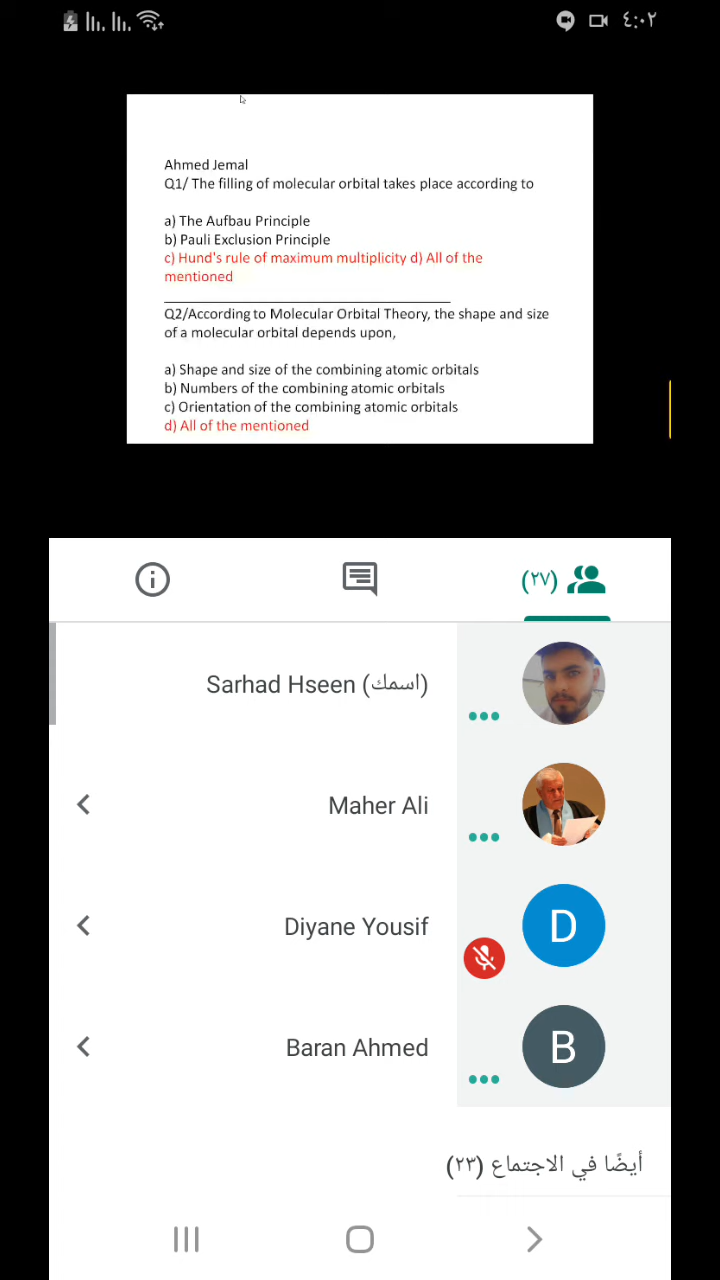 ٤:٠٢
Ahmed Jemal
Q1/ The filling of molecular orbital takes place according to
a) The Aufbau Principle
b) Pauli Exclusion Principle
c) Hund's rule of maximum multiplicity d) All of the
mentioned
Q2/According to Molecular Orbital Theory, the shape and size
of a molecular orbital depends upon,
a) Shape and size of the combining atomic orbitals
b) Numbers of the combining atomic orbitals
c) Orientation of the combining atomic orbitals
d) All of the mentioned
(٢٧)
Sarhad Hseen (اسمك)
Maher Ali
Diyane Yousif
D
Baran Ahmed
B
أيضًا في الاجتماع (٢٣)